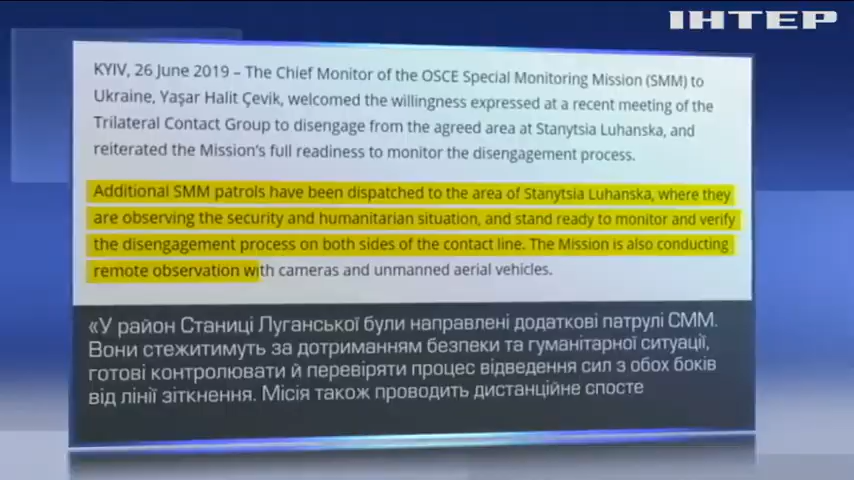 ІНТЕР
KYIV, 26 June 2019 – The Chief Monitor of the OSCE Special Monitoring Mission (SMM) to
Ukraine, Yaşar Halit Çevik, welcomed the willingness expressed at a recent meeting of the
Trilateral Contact Group to disengage from the agreed area at Stanytsia Luhanska, and
reiterated the Mission's full readiness to monitor the disengagement process.
Additional SMM patrols have been dispatched to the area of Stanytsia Luhanska, where they
are observing the security and humanitarian situation, and stand ready to monitor and verify
the disengagement process on both sides of the contact line. The Mission is also conducting
remote observation with cameras and unmanned aerial vehicles.
«У район Станиці Луганської були направлені додаткові патрулі СММ.
Вони стежитимуть за дотриманням безпеки та гуманітарної ситуації,
готові контролювати й перевіряти процес відведення сил з обох боків
від лінії зіткнення. Місія також проводить дистанційне спосте